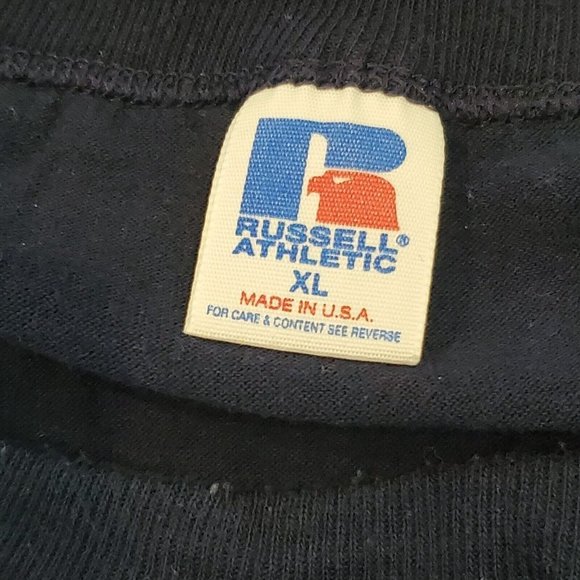 RUSSELL®
ATHLETIC
XL
MADE IN U.S.A.
FOR CARE & CONTENT SEE REVERSE